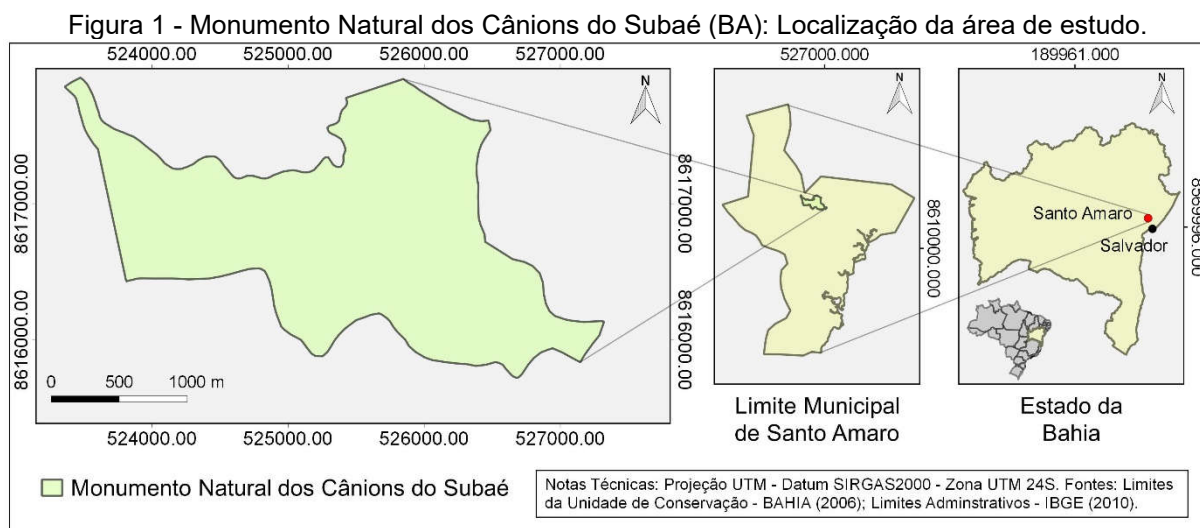 Figura 1 - Monumento Natural dos Cânions do Subaé (BA): Localização da área de estudo.
524000.00 525000.00 526000.00 527000.00
527000.000
189961.000
N
N
N
8617000.00
8616000.00
8617000.00
8616000.00
8610000.000
8569996.000
Santo Amaro
Salvador
0 500 1000 m
524000.00 525000.00 526000.00 527000.00
Limite Municipal
de Santo Amaro
Estado da
Bahia
Monumento Natural dos Cânions do Subaé
Notas Técnicas: Projeção UTM - Datum SIRGAS2000 - Zona UTM 24S. Fontes: Limites
da Unidade de Conservação - BAHIA (2006); Limites Adminstrativos - IBGE (2010).